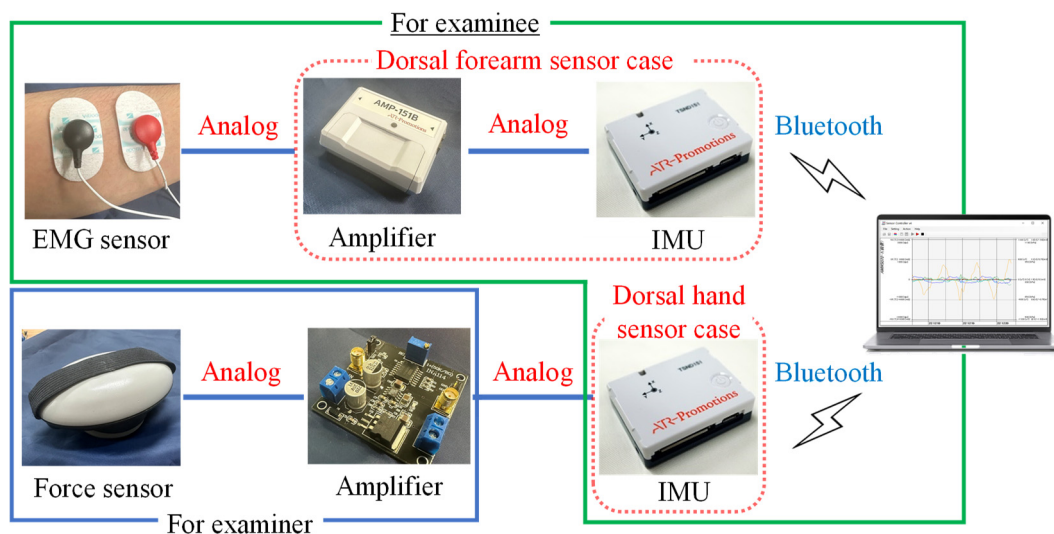 For examinee
Dorsal forearm sensor case
Analog
AMP-151B
ATR-Promotions
Analog
TSND151
ATR-Promotions
Bluetooth
EMG sensor
Amplifier
IMU
Dorsal hand
sensor case
Analog
Analog
TSND151
ATR-Promotions
Bluetooth
Force sensor
Amplifier
IMU
For examiner